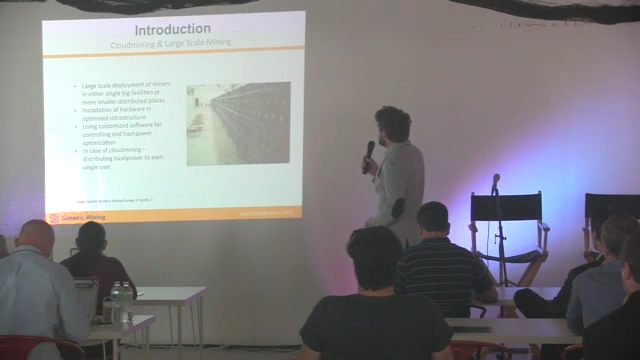 Introduction
Cloudmining & Large Scale Mining
• Large scale deployment of miners
in either single big facilities or
more smaller distributed places
• Installation of hardware in
optimised infrastructure
• Using customized software for
controlling and hashpower
optimization
• In case of cloudmining –
distributing hashpower to each
single user
Genesis Mining